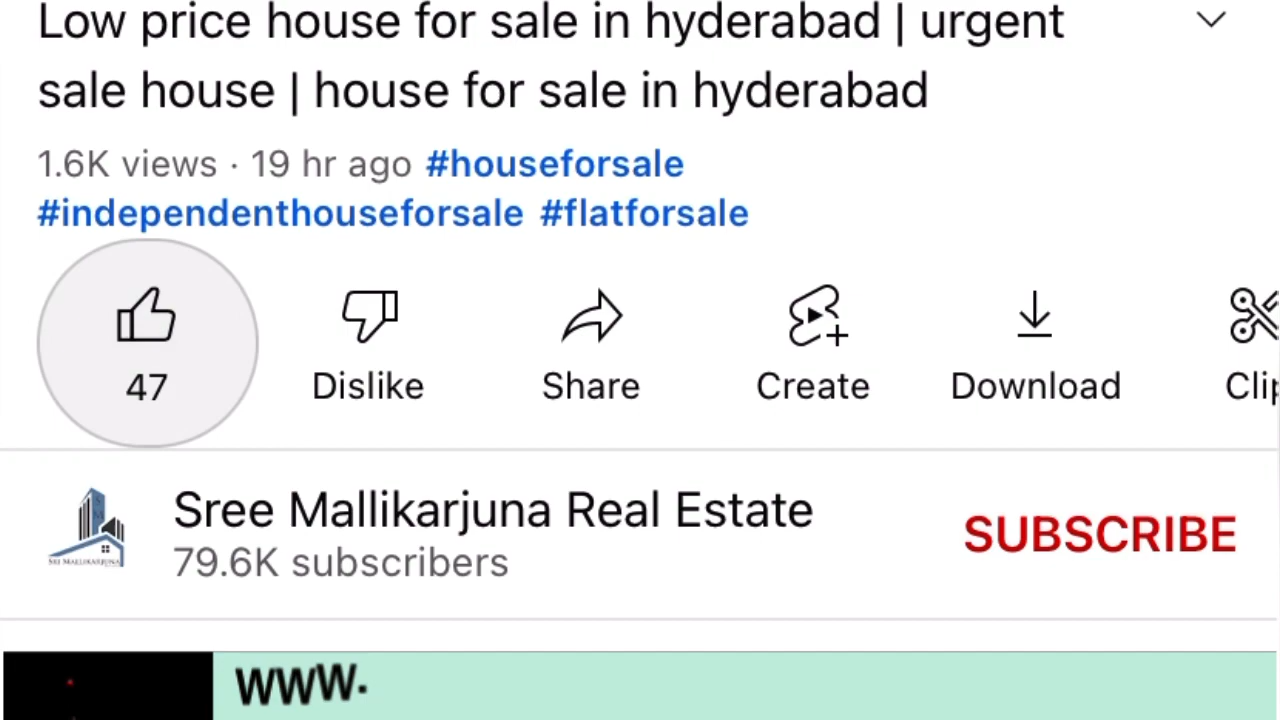 Low price house for sale in hyderabad | urgent
sale house | house for sale in hyderabad
1.6K views · 19 hr ago #houseforsale
#independenthouseforsale #flatforsale
47
Dislike
Share
Create
Download
Clip
Sree Mallikarjuna Real Estate
79.6K subscribers
SUBSCRIBE
SRI MALLIKARJUNA
www.